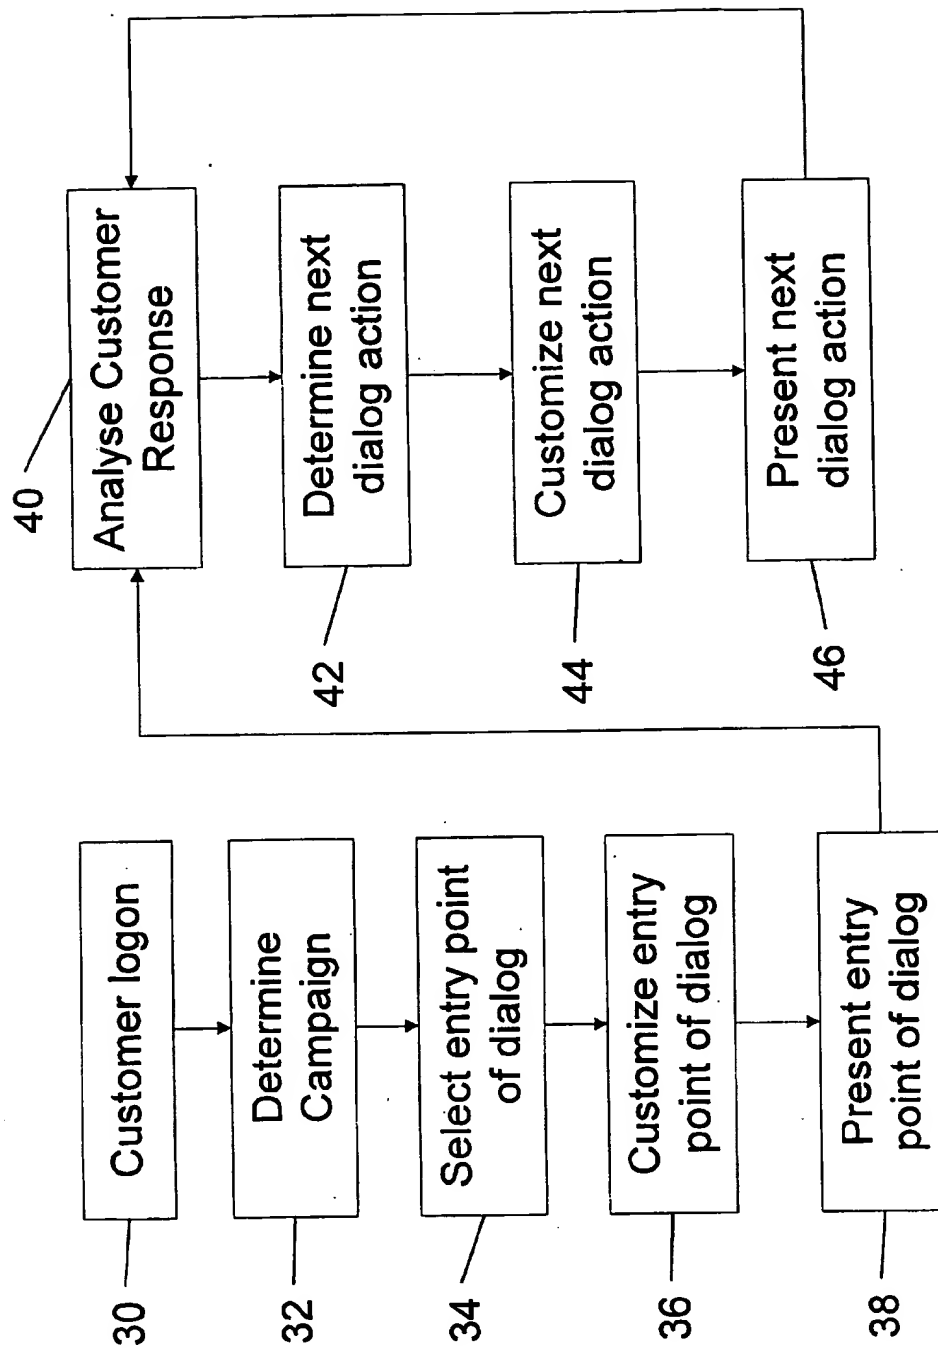 30
Customer logon
32
Determine
Campaign
34
Select entry point
of dialog
36
Customize entry
point of dialog
38
Present entry
point of dialog
40
Analyse Customer
Response
42
Determine next
dialog action
44
Customize next
dialog action
46
Present next
dialog action